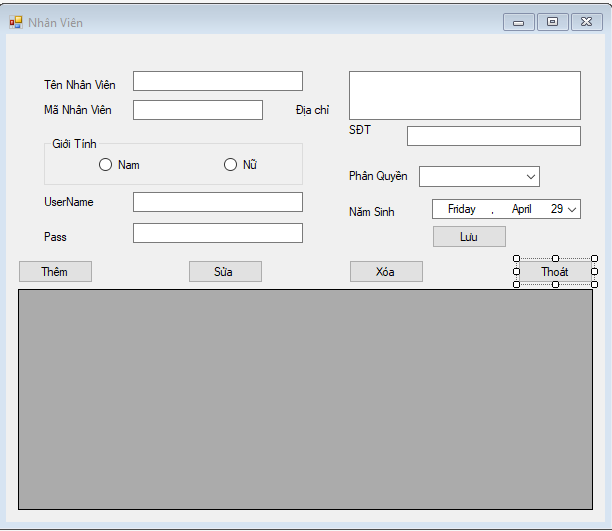 Nhân Viên
Tên Nhân Viên
Mã Nhân Viên
Địa chỉ
SĐT
Giới Tính
Nam
Nữ
Phân Quyền
UserName
Năm Sinh
Friday , April 29
Pass
Lưu
Thêm
Sửa
Xóa
Thoát